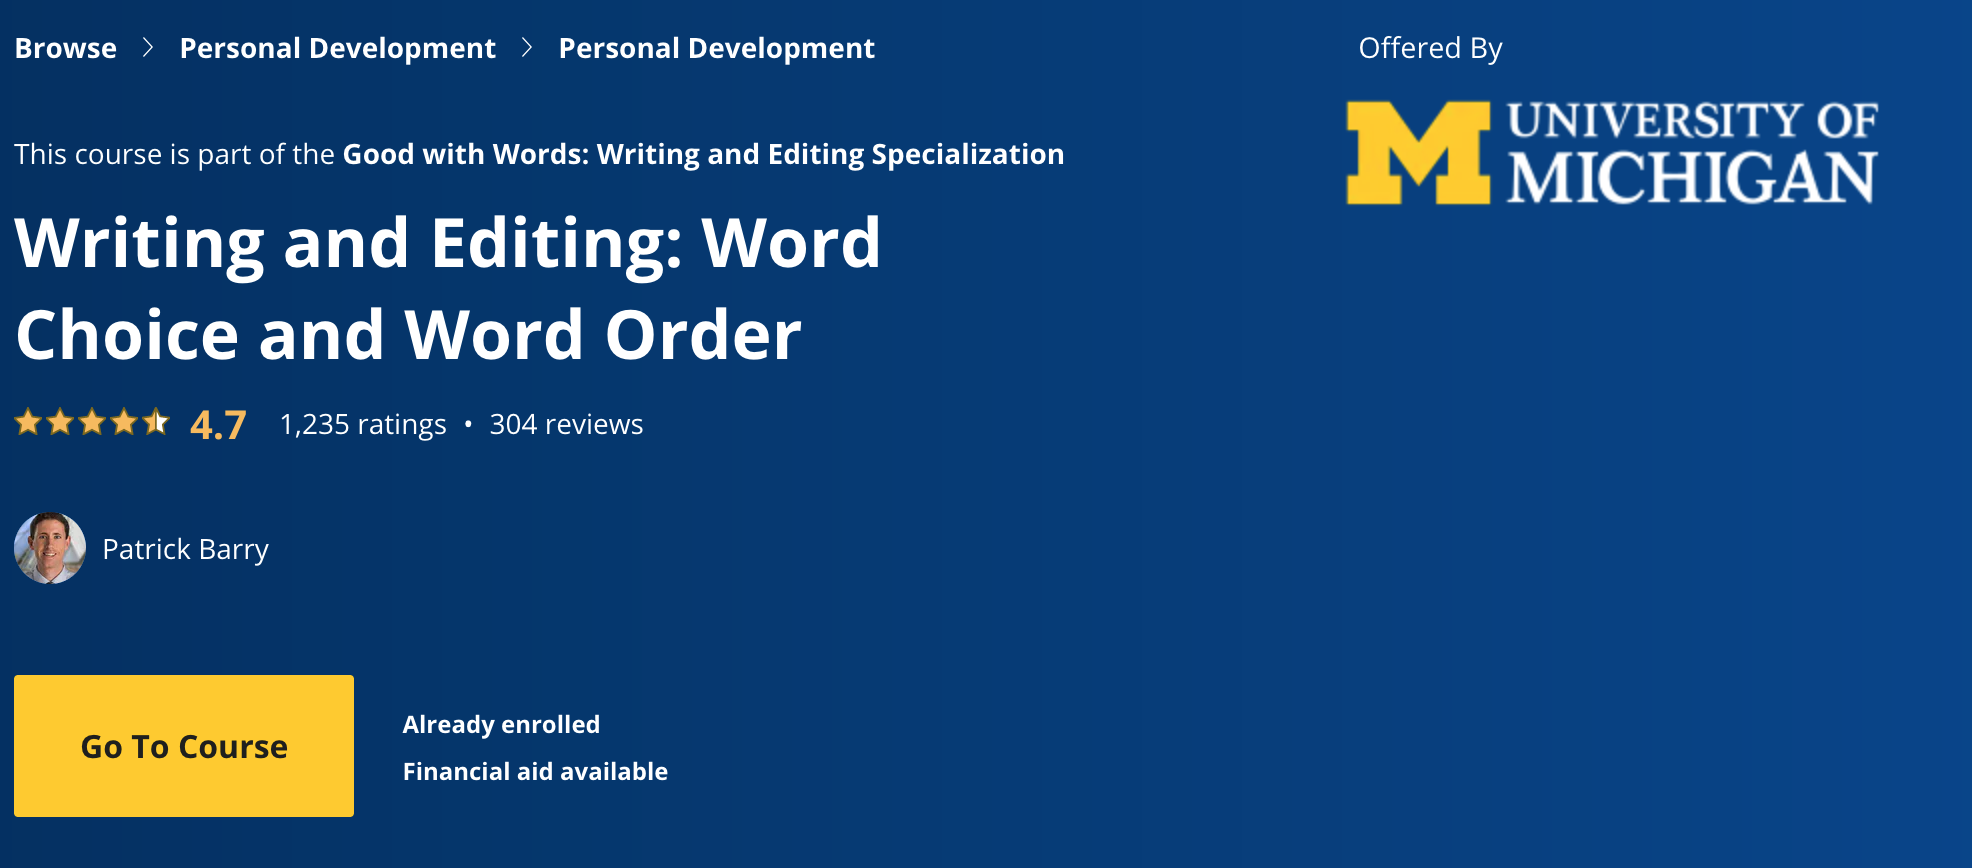 Browse > Personal Development > Personal Development
Offered By
UNIVERSITY OF
MICHIGAN
This course is part of the Good with Words: Writing and Editing Specialization
Writing and Editing: Word
Choice and Word Order
4.7 1,235 ratings • 304 reviews
Patrick Barry
Go To Course
Already enrolled
Financial aid available